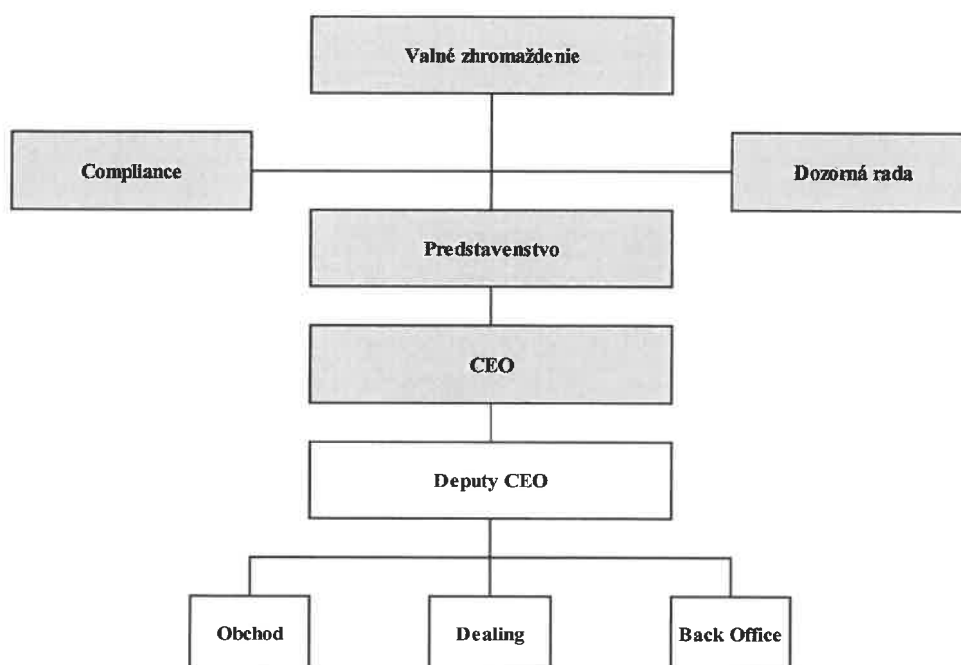 Valné zhromaždenie
Compliance
Dozorná rada
Predstavenstvo
CEO
Deputy CEO
Obchod
Dealing
Back Office